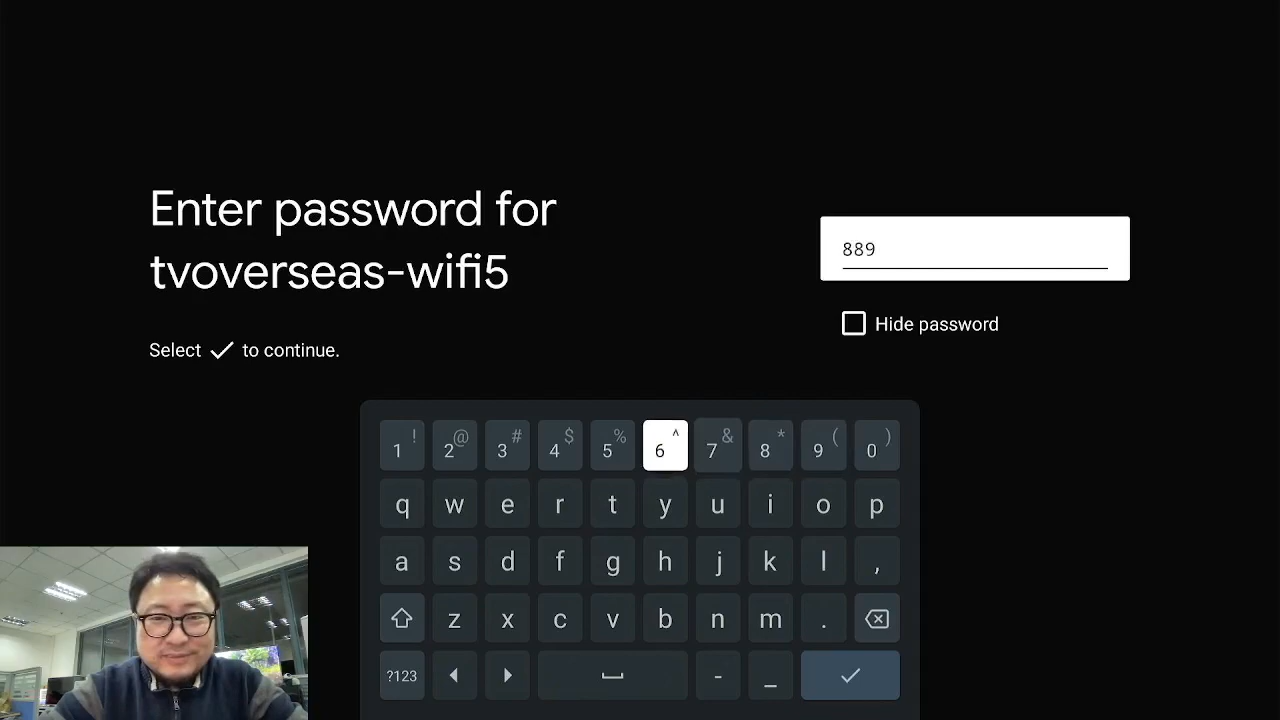 Enter password for
tvoverseas-wifi5
Select ✓ to continue.
889
Hide password
1 ! 2 @ 3 # 4 $ 5 % 6 ^ 7 & 8 * 9 ( 0 )
q w e r t y u i o p
a s d f g h j k l ,
z x c v b n m .
?123 - _